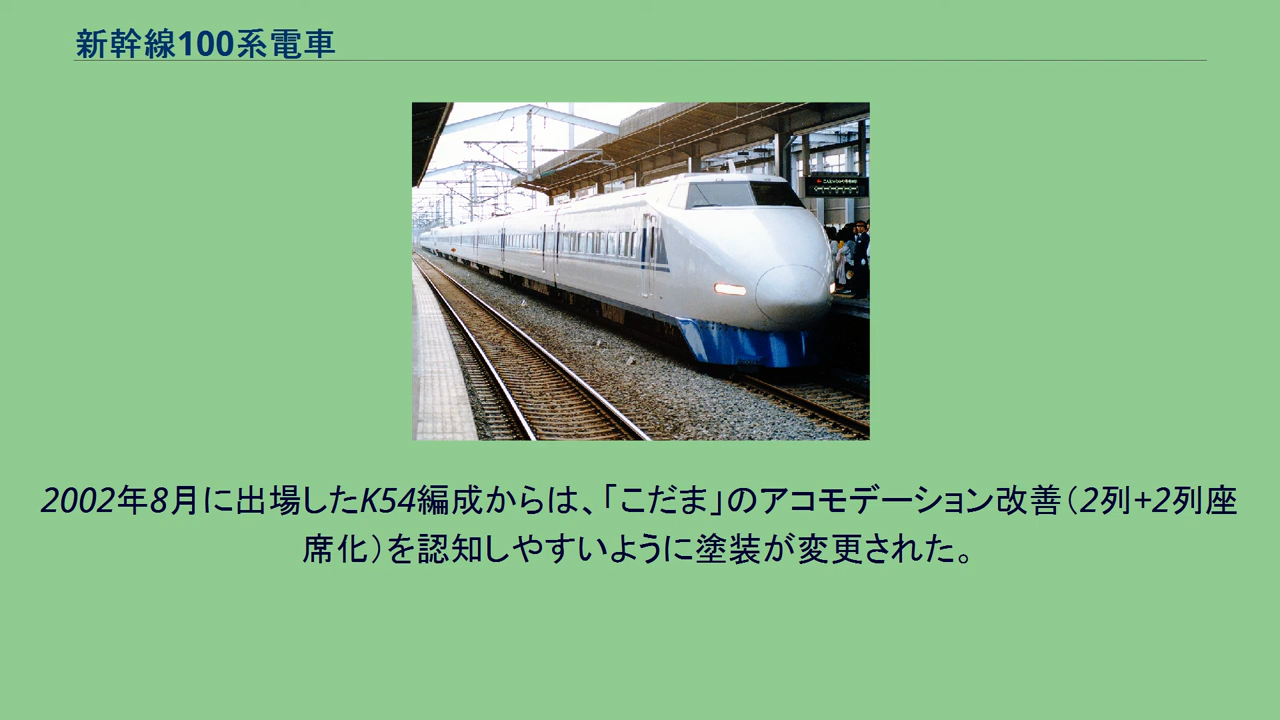 新幹線100系電車
2002年8月に出場したK54編成からは、「こだま」のアコモデーション改善（2列+2列座
席化）を認知しやすいように塗装が変更された。